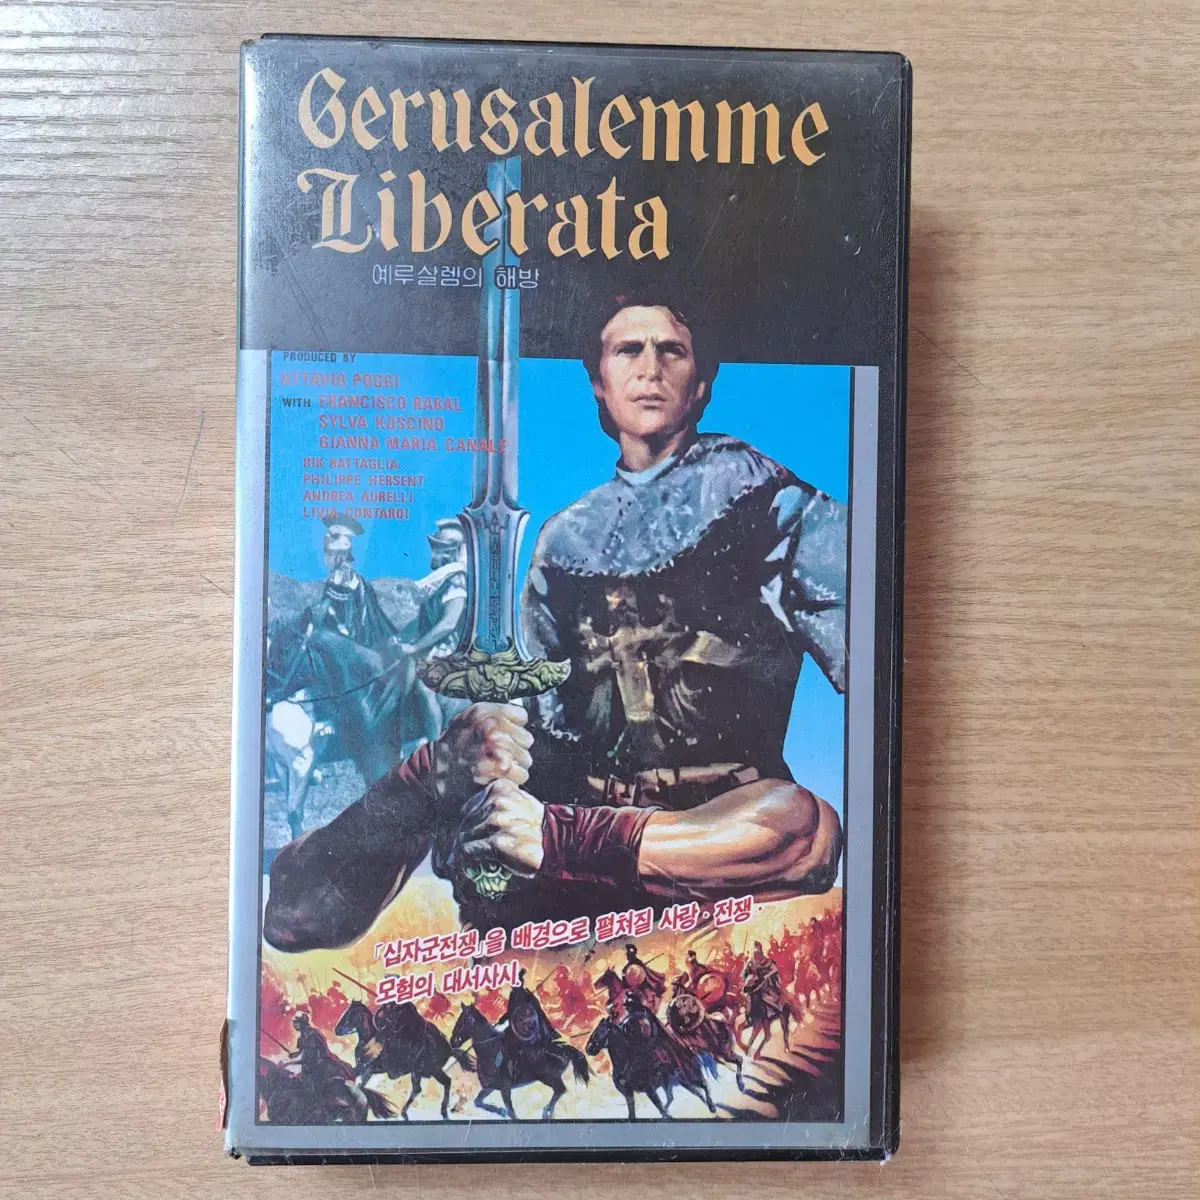 Gerusalemme
Liberata
예루살렘의 해방
PRODUCED BY
OTTAVIO POGGI
WITH FRANCISCO RABAL
SYLVA KOSCINO
GIANNA MARIA CANALE
RIK BATTAGLIA
PHILIPPE HERSENT
ANDREA AURELLI
LIVIA CONTARDI
「십자군전쟁」을 배경으로 펼쳐질 사랑·전쟁·
모험의 대서사시.